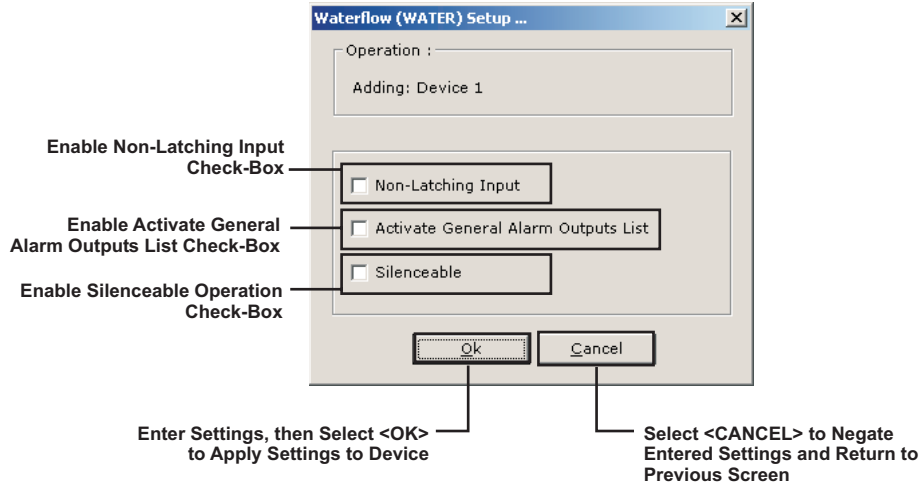 Waterflow (WATER) Setup ...
Operation :
Adding: Device 1
Enable Non-Latching Input
Check-Box
Non-Latching Input
Enable Activate General
Alarm Outputs List Check-Box
Activate General Alarm Outputs List
Silenceable
Enable Silenceable Operation
Check-Box
Ok
Cancel
Enter Settings, then Select <OK>
to Apply Settings to Device
Select <CANCEL> to Negate
Entered Settings and Return to
Previous Screen